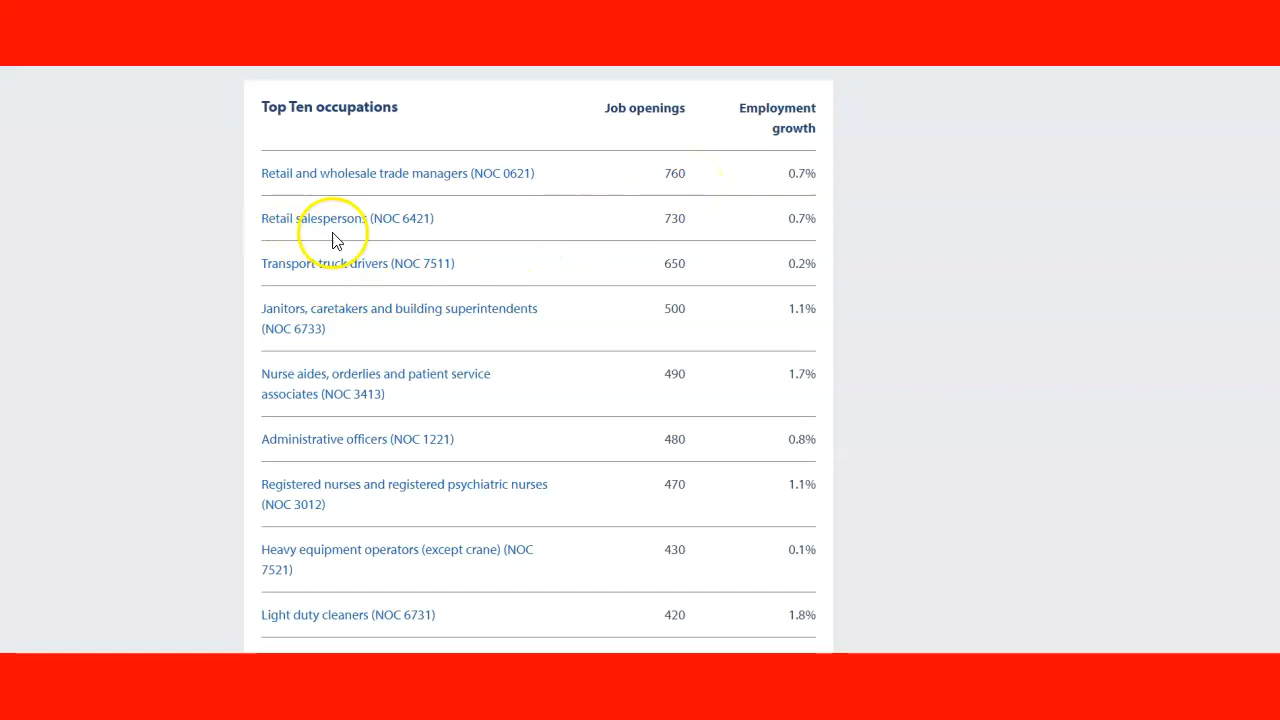 Top Ten occupations Job openings Employment
growth
Retail and wholesale trade managers (NOC 0621) 760 0.7%
Retail salespersons (NOC 6421) 730 0.7%
Transport truck drivers (NOC 7511) 650 0.2%
Janitors, caretakers and building superintendents 500 1.1%
(NOC 6733)
Nurse aides, orderlies and patient service 490 1.7%
associates (NOC 3413)
Administrative officers (NOC 1221) 480 0.8%
Registered nurses and registered psychiatric nurses 470 1.1%
(NOC 3012)
Heavy equipment operators (except crane) (NOC 430 0.1%
7521)
Light duty cleaners (NOC 6731) 420 1.8%